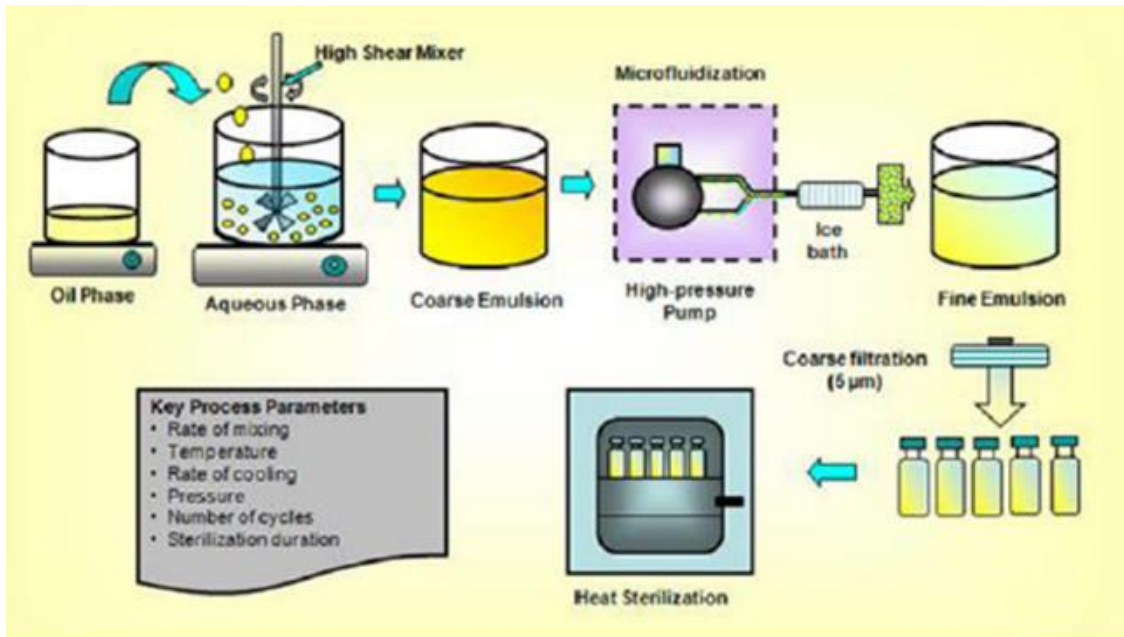 High Shear Mixer
Microfluidization
Oil Phase
Aqueous Phase
Coarse Emulsion
High-pressure
Pump
Ice
bath
Fine Emulsion
Coarse filtration
(5 µm)
Key Process Parameters
• Rate of mixing
• Temperature
• Rate of cooling
• Pressure
• Number of cycles
• Sterilization duration
Heat Sterilization